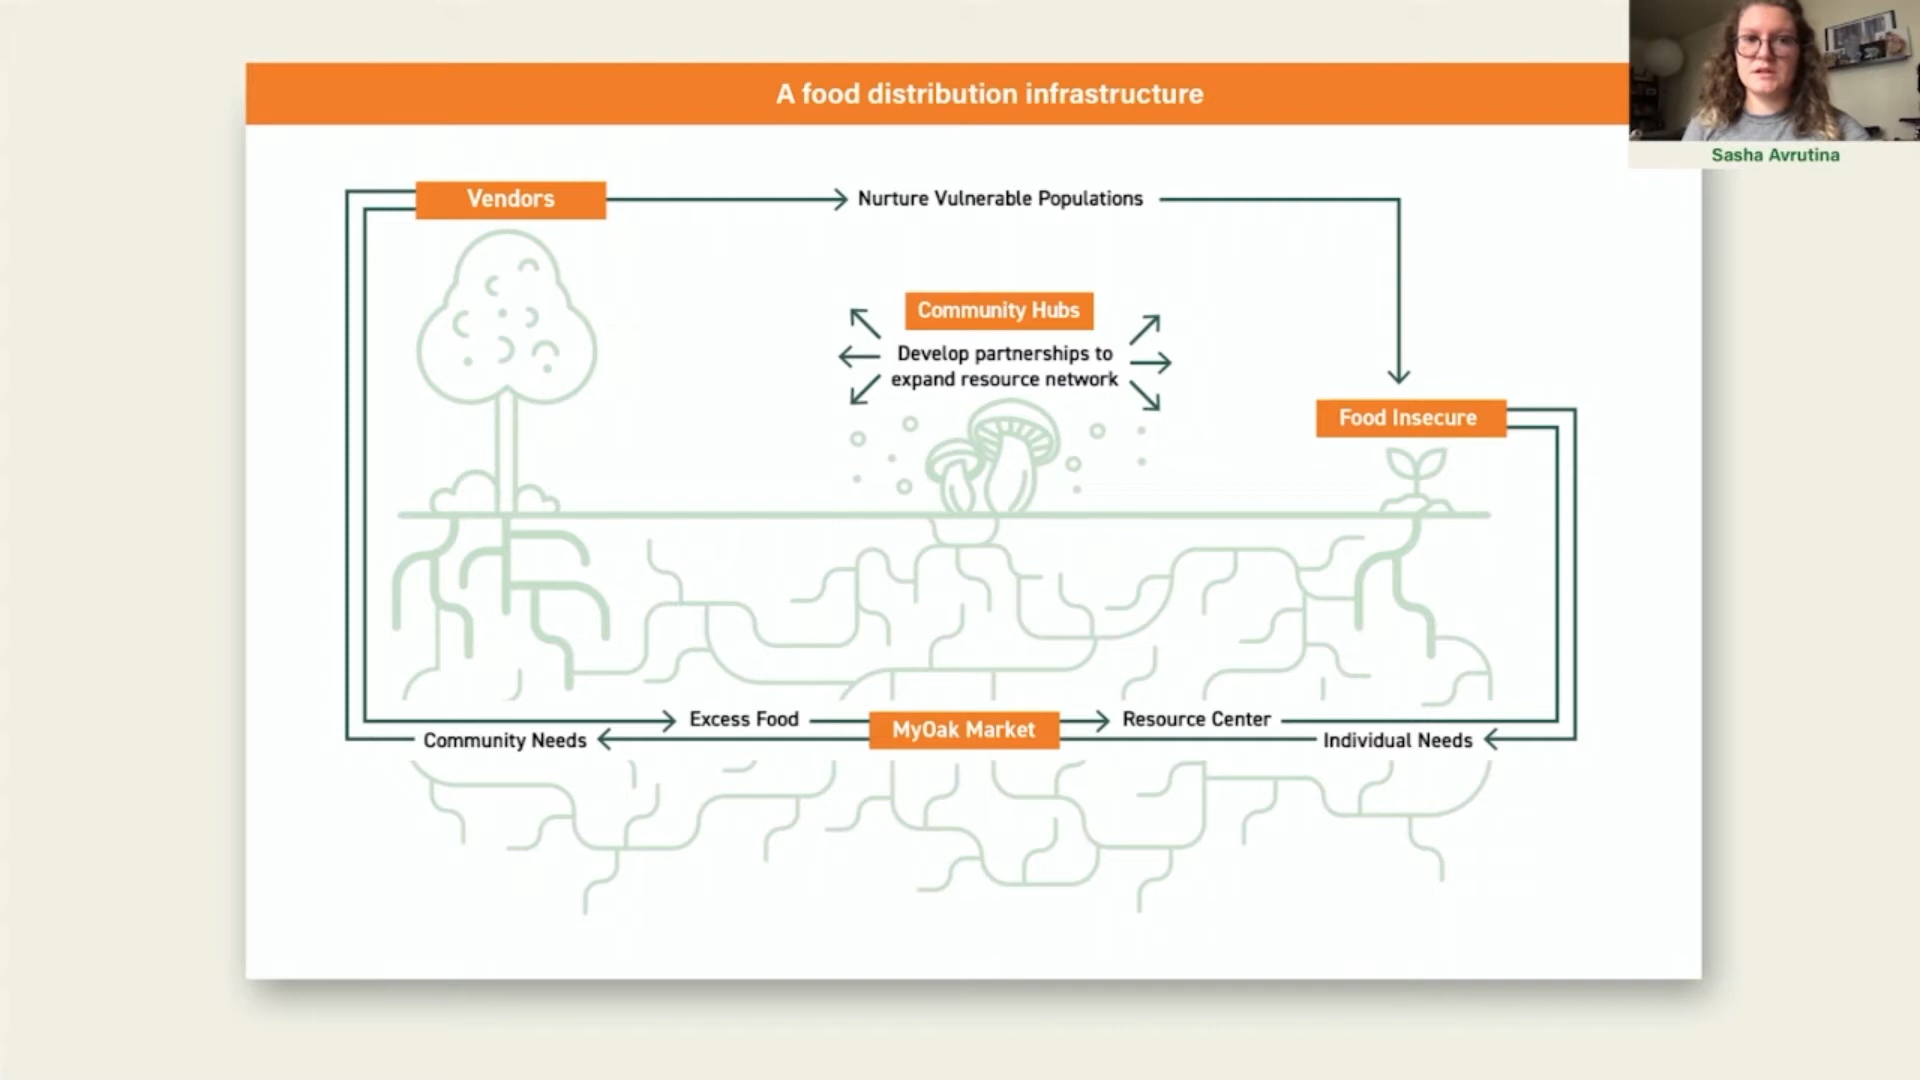 A food distribution infrastructure
Sasha Avrutina
Vendors
Nurture Vulnerable Populations
Community Hubs
Develop partnerships to
expand resource network
Food Insecure
Excess Food
MyOak Market
Resource Center
Community Needs
Individual Needs